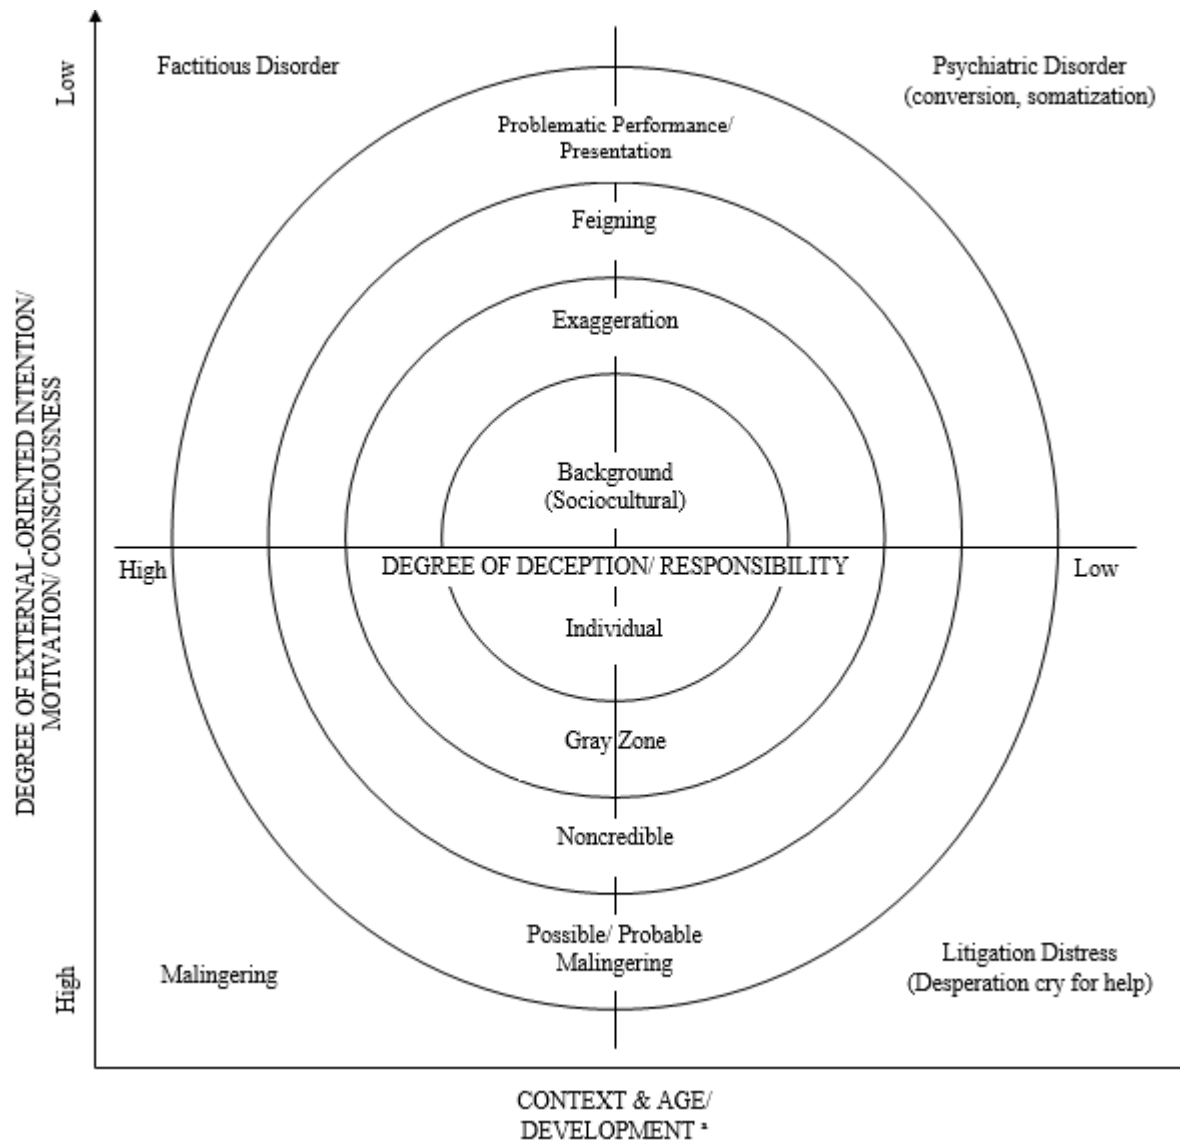 Low
Factitious Disorder
Psychiatric Disorder
(conversion, somatization)
Problematic Performance/
Presentation
Feigning
Exaggeration
Background
(Sociocultural)
DEGREE OF EXTERNAL-ORIENTED INTENTION/
MOTIVATION/ CONSCIOUSNESS
High
DEGREE OF DECEPTION/ RESPONSIBILITY
Low
Individual
Gray Zone
Noncredible
Possible/ Probable
Malingering
Malingering
Litigation Distress
(Desperation cry for help)
High
CONTEXT & AGE/
DEVELOPMENT